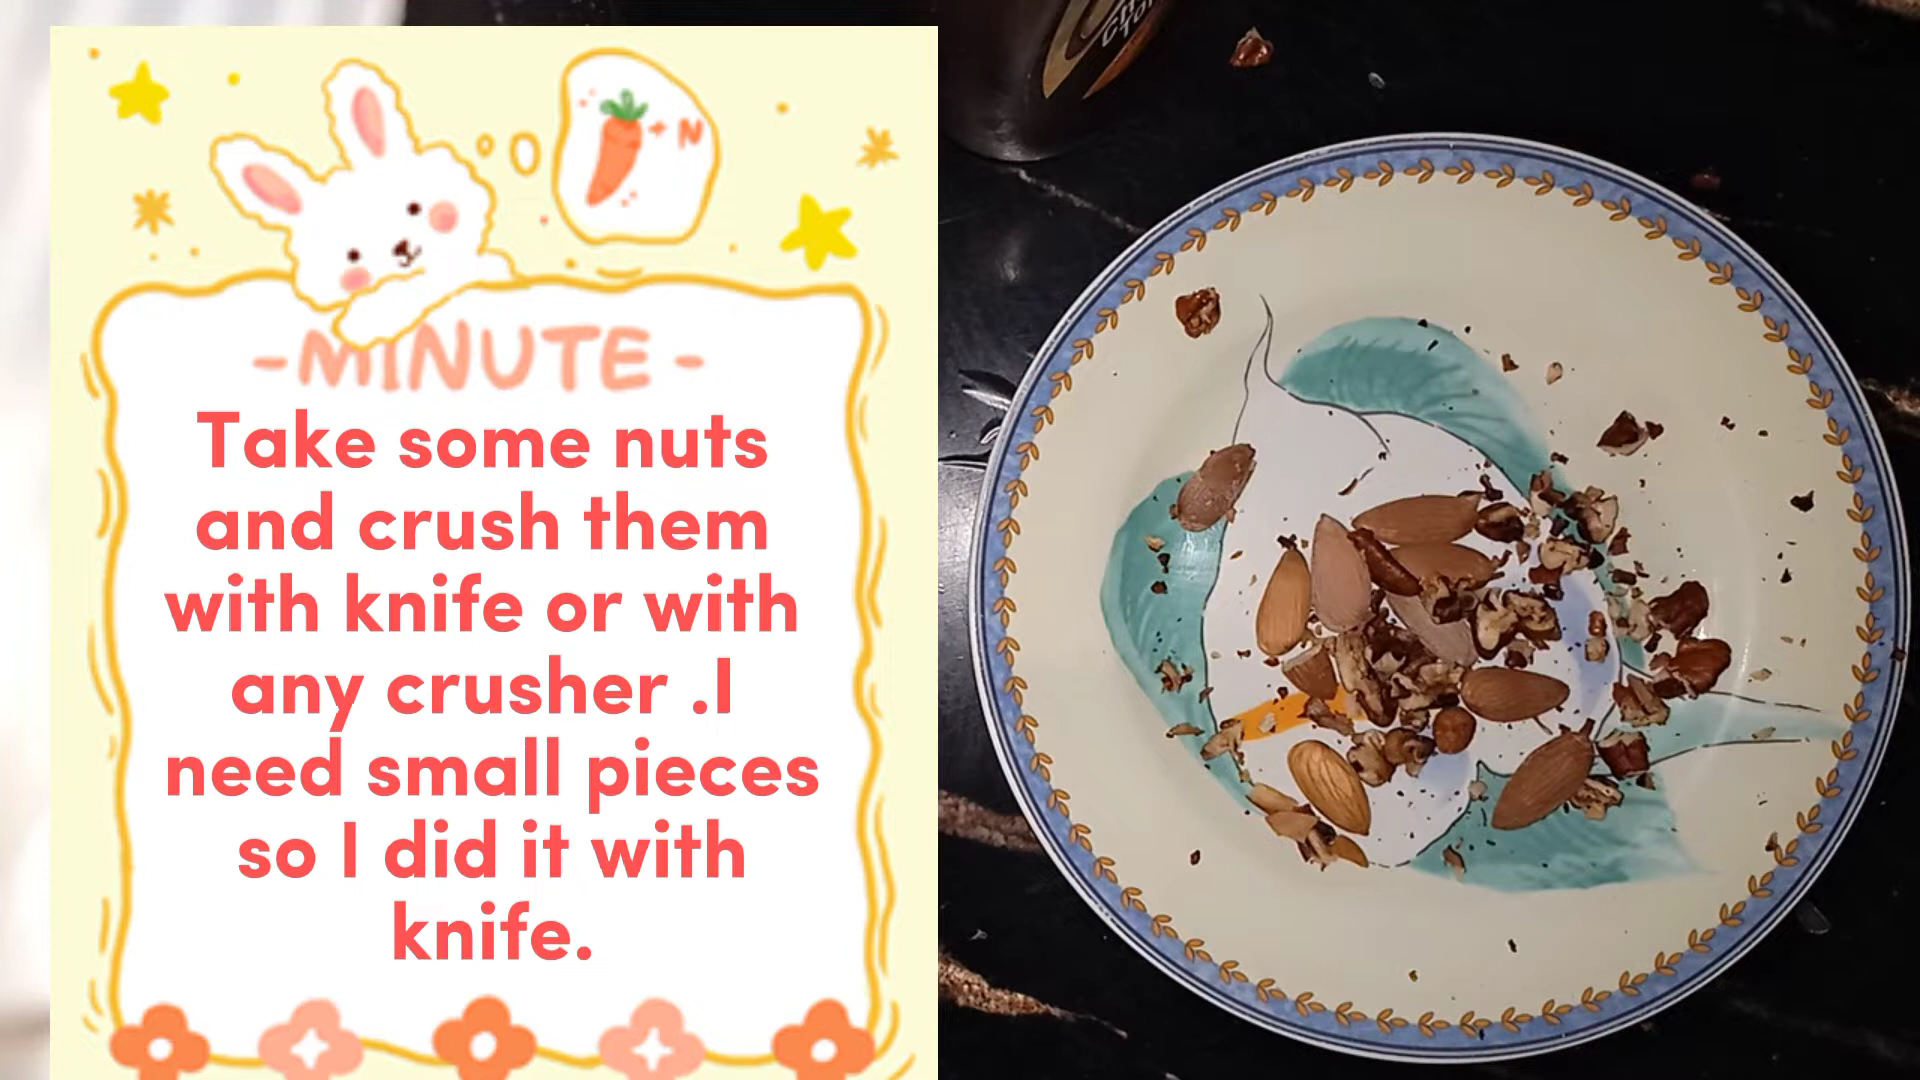 + N
-MINUTE-
Take some nuts
and crush them
with knife or with
any crusher .I
need small pieces
so I did it with
knife.